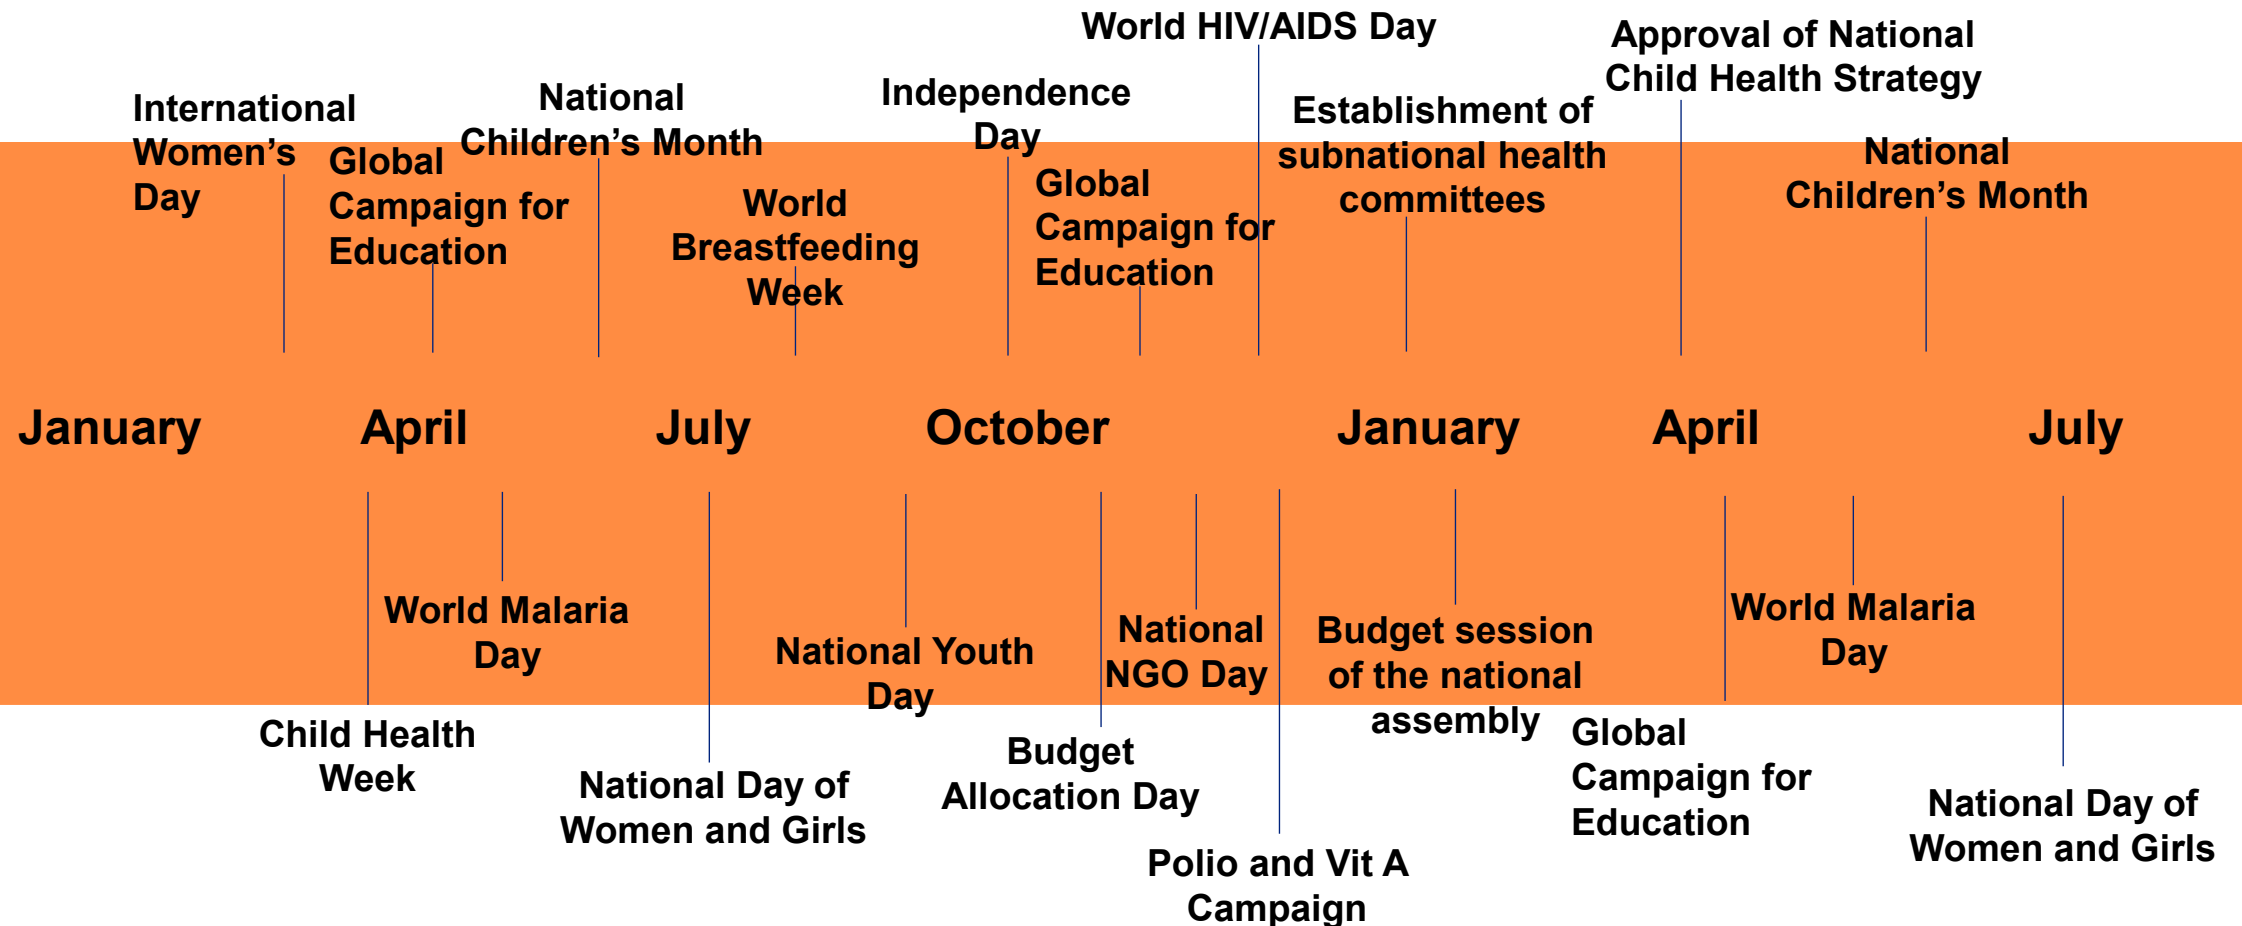 World HIV/AIDS Day
Approval of National
Child Health Strategy
International
Women’s
Day
Global
Campaign for
Education
National
Children’s Month
World
Breastfeeding
Week
Independence
Day
Global
Campaign for
Education
Establishment of
subnational health
committees
National
Children’s Month
January
April
July
October
January
April
July
Child Health
Week
World Malaria
Day
National Day of
Women and Girls
National Youth
Day
Budget
Allocation Day
National
NGO Day
Polio and Vit A
Campaign
Budget session
of the national
assembly
Global
Campaign for
Education
World Malaria
Day
National Day of
Women and Girls